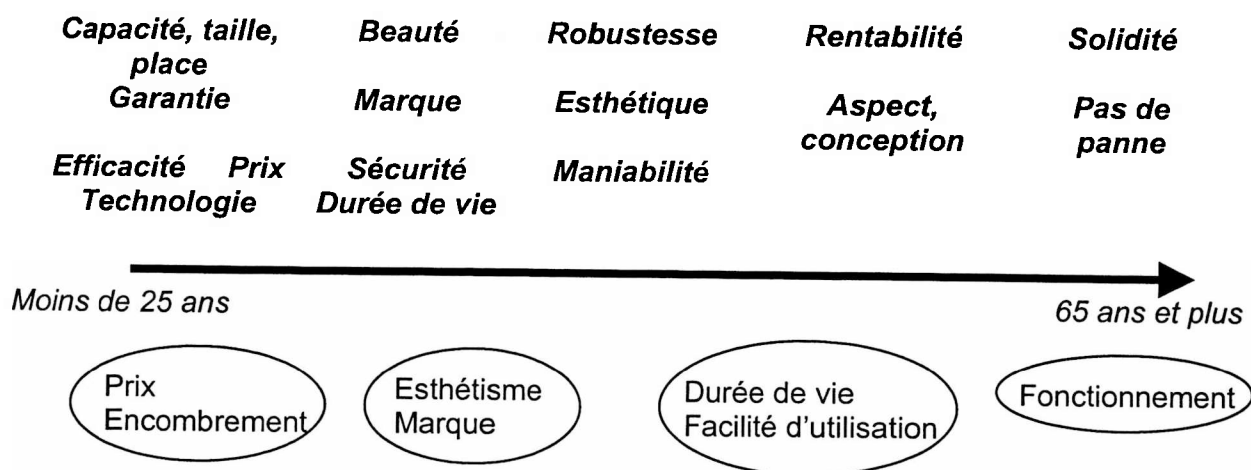 Capacité, taille,
place
Garantie
Efficacité Prix
Technologie
Beauté
Marque
Sécurité
Durée de vie
Robustesse
Esthétique
Maniabilité
Rentabilité
Aspect,
conception
Solidité
Pas de
panne
Moins de 25 ans
65 ans et plus
Prix
Encombrement
Esthétisme
Marque
Durée de vie
Facilité d'utilisation
Fonctionnement